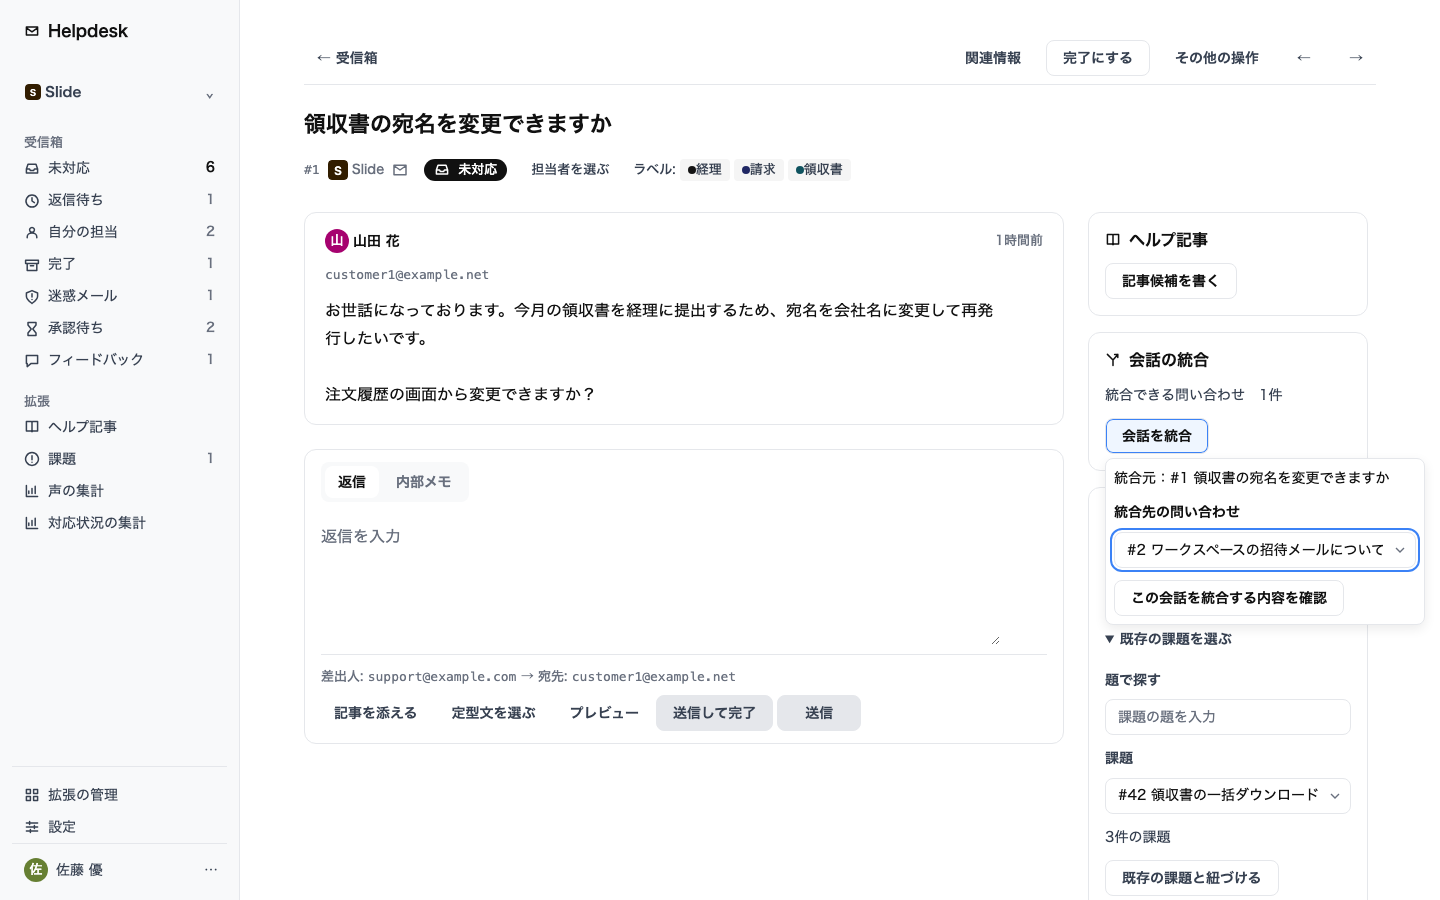 Helpdesk
S Slide
受信箱
未対応 6
返信待ち 1
自分の担当 2
完了 1
迷惑メール 1
承認待ち 2
フィードバック 1
拡張
ヘルプ記事
課題 1
声の集計
対応状況の集計
拡張の管理
設定
佐 佐藤 優 …
← 受信箱
関連情報 完了にする その他の操作 ← →
領収書の宛名を変更できますか
#1 S Slide 未対応 担当者を選ぶ ラベル: 経理 請求 領収書
山 山田 花 1時間前
customer1@example.net
お世話になっております。今月の領収書を経理に提出するため、宛名を会社名に変更して再発
行したいです。
注文履歴の画面から変更できますか？
返信 内部メモ
返信を入力
差出人: support@example.com → 宛先: customer1@example.net
記事を添える 定型文を選ぶ プレビュー 送信して完了 送信
ヘルプ記事
記事候補を書く
会話の統合
統合できる問い合わせ 1件
会話を統合
統合元：#1 領収書の宛名を変更できますか
統合先の問い合わせ
#2 ワークスペースの招待メールについて
この会話を統合する内容を確認
▼ 既存の課題を選ぶ
題で探す
課題の題を入力
課題
#42 領収書の一括ダウンロード
3件の課題
既存の課題と紐づける